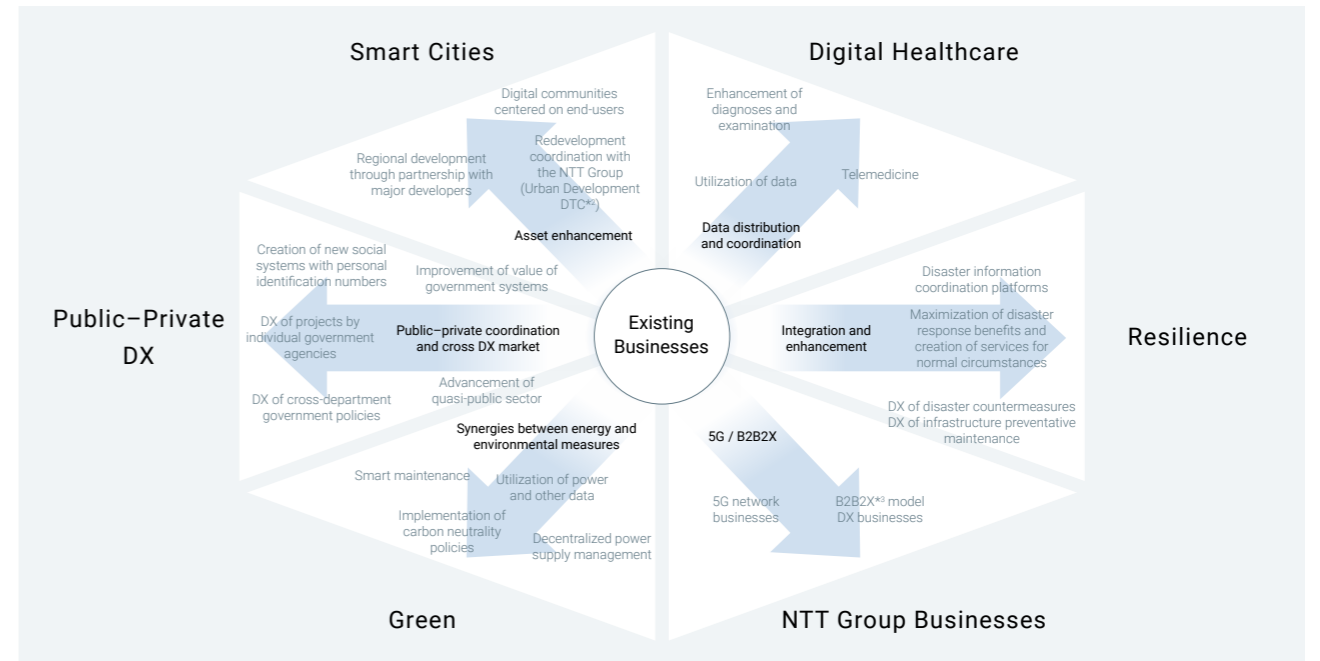 Smart Cities
Digital communities
centered on end-users
Redevelopment
coordination with
the NTT Group
(Urban Development
DTC*²)
Regional development
through partnership with
major developers
Asset enhancement
Digital Healthcare
Enhancement of
diagnoses and
examination
Utilization of data
Telemedicine
Data distribution
and coordination
Public–Private
DX
Creation of new social
systems with personal
identification numbers
Improvement of value of
government systems
DX of projects by
individual government
agencies
Public–private coordination
and cross DX market
DX of cross-department
government policies
Advancement of
quasi-public sector
Existing
Businesses
Integration and
enhancement
Disaster information
coordination platforms
Maximization of disaster
response benefits and
creation of services for
normal circumstances
DX of disaster countermeasures
DX of infrastructure preventative
maintenance
Resilience
Synergies between energy and
environmental measures
Smart maintenance
Utilization of power
and other data
Implementation of
carbon neutrality
policies
Decentralized power
supply management
Green
5G / B2B2X
5G network
businesses
B2B2X*³ model
DX businesses
NTT Group Businesses